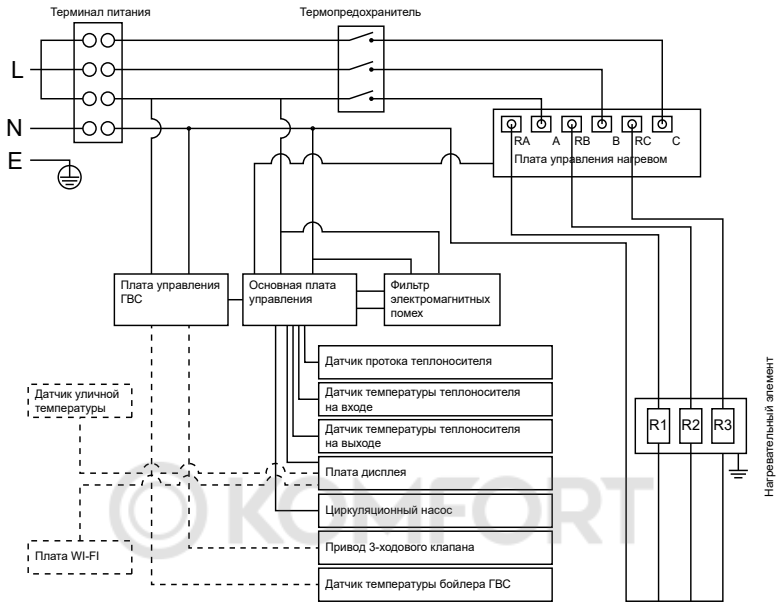 Терминал питания
Термопредохранитель
L
N
E
RA A RB B RC C
Плата управления нагревом
Плата управления
ГВС
Основная плата
управления
Фильтр
электромагнитных
помех
Датчик протока теплоносителя
Датчик температуры теплоносителя
на входе
Датчик температуры теплоносителя
на выходе
Плата дисплея
Циркуляционный насос
Привод 3-ходового клапана
Датчик температуры бойлера ГВС
Датчик уличной
температуры
Плата WI-FI
R1 R2 R3
Нагревательный элемент
KOMFORT